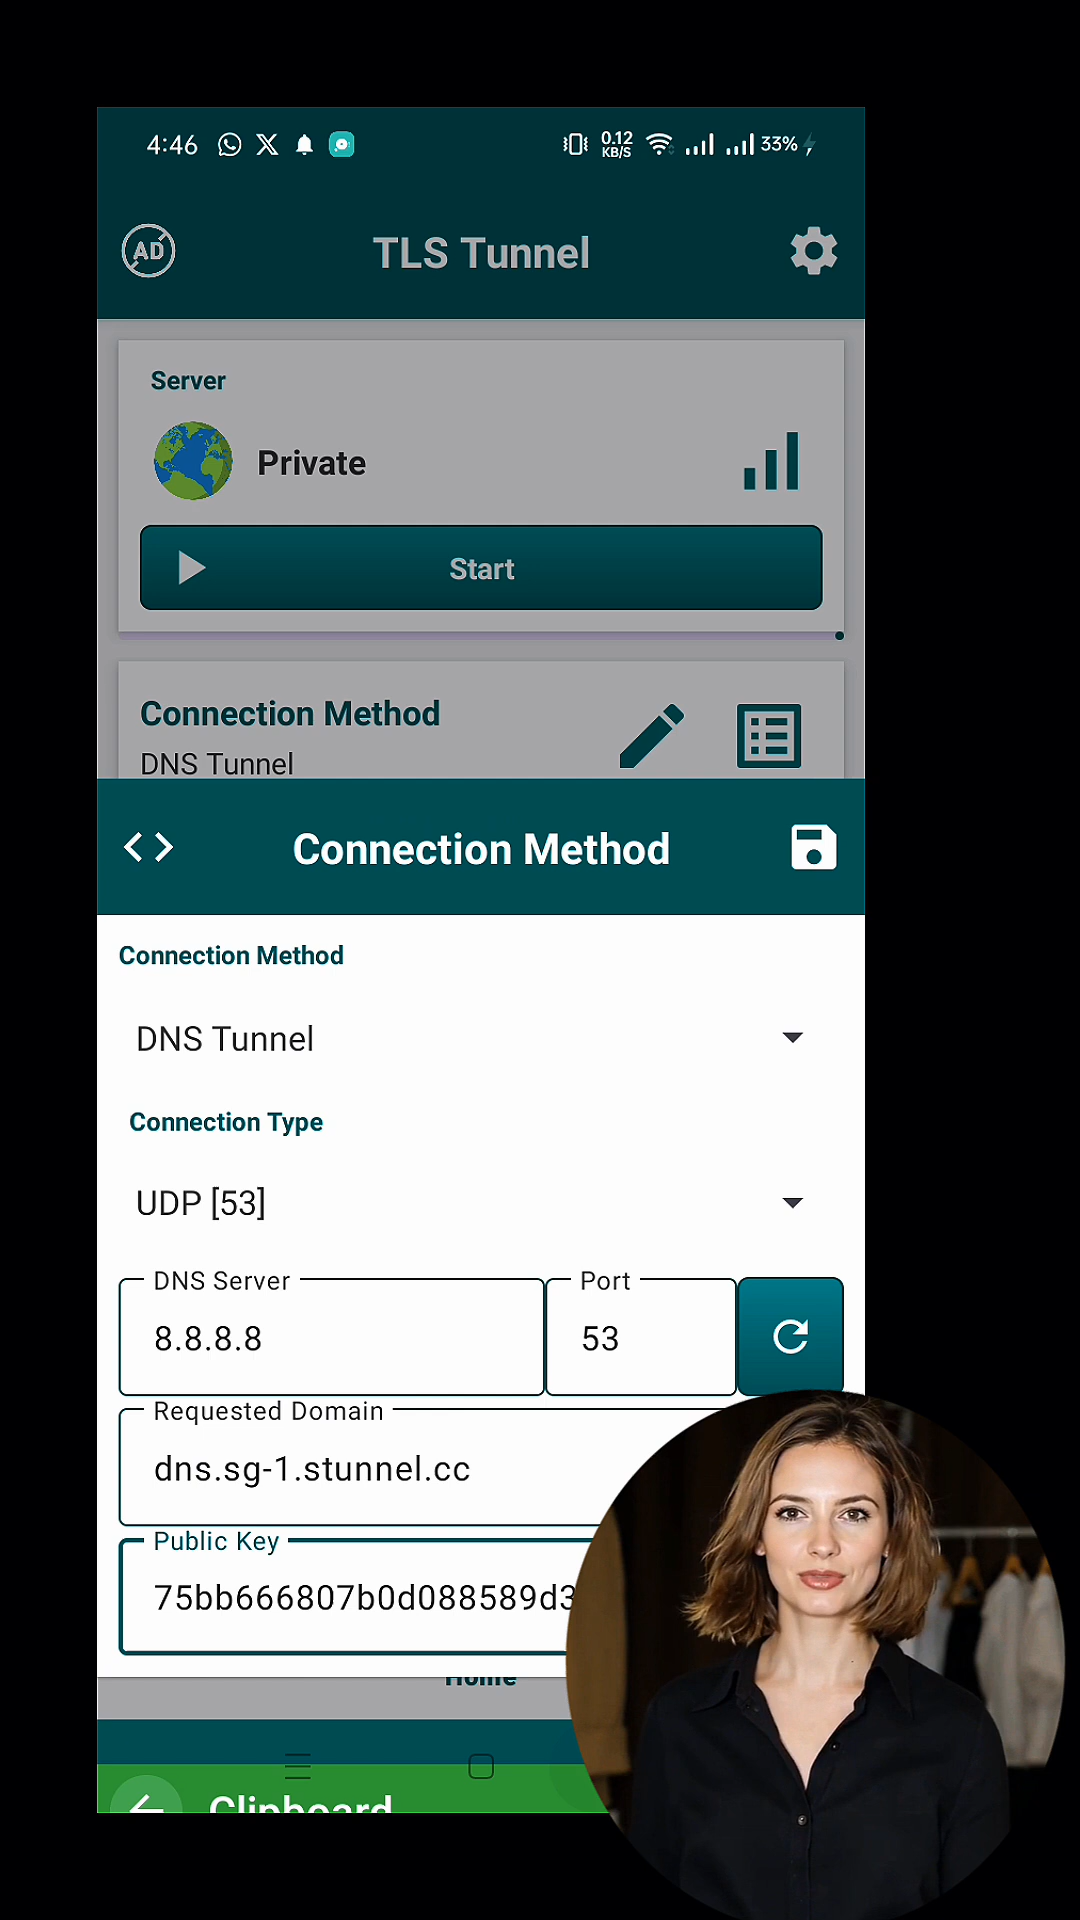 4:46
0.12 KB/S
33%
AD
TLS Tunnel
Server
Private
Start
Connection Method
DNS Tunnel
Connection Method
Connection Method
DNS Tunnel
Connection Type
UDP [53]
DNS Server
Port
8.8.8.8
53
Requested Domain
dns.sg-1.stunnel.cc
Public Key
75bb666807b0d088589d3
Home
Clipboard